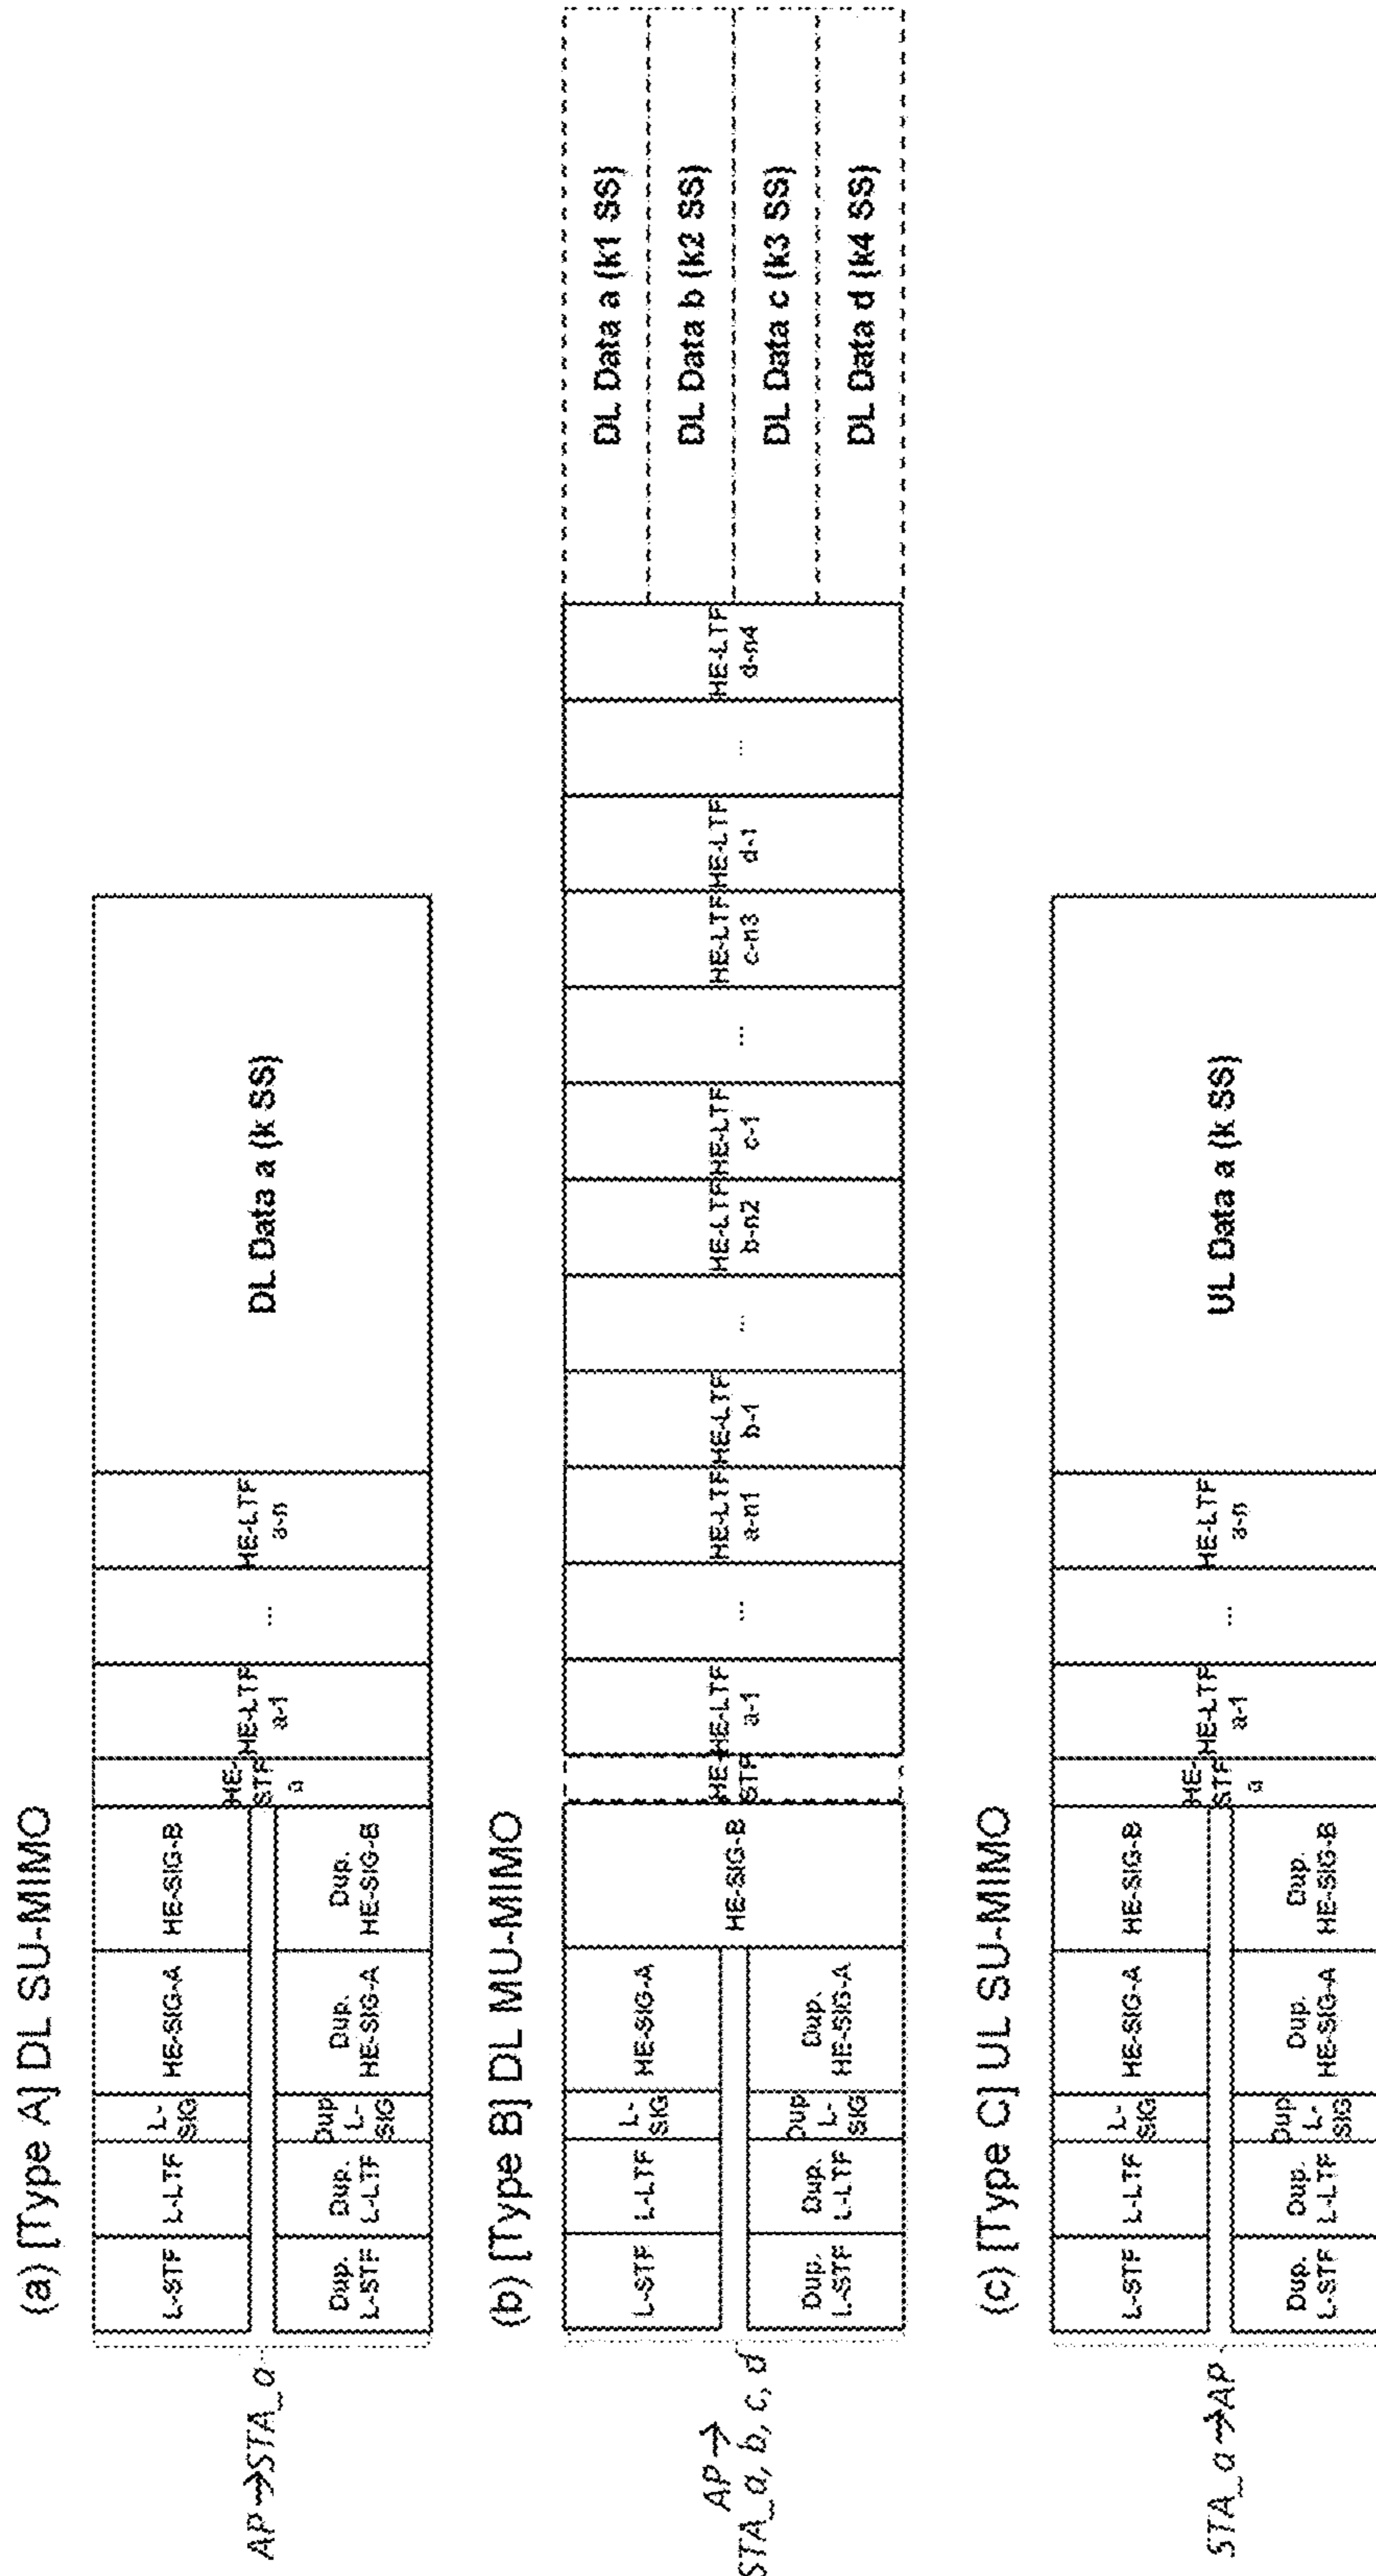 (a) [Type A] DL SU-MIMO
AP→STA_a
L-STF
L-LTF
L-
SIG
HE-SIG-A
HE-SIG-B
Dup.
L-STF
Dup.
L-LTF
Dup
L-
SIG
Dup.
HE-SIG-A
Dup.
HE-SIG-B
HE-
STF
a
HE-LTF
a-1
...
HE-LTF
a-n
DL Data a (k SS)
(b) [Type B] DL MU-MIMO
AP→
STA_a, b, c, d
L-STF
L-LTF
L-
SIG
HE-SIG-A
Dup.
L-STF
Dup.
L-LTF
Dup
L-
SIG
Dup.
HE-SIG-A
HE-SIG-B
HE-
STF
HE-LTF
a-1
...
HE-LTF
a-n1
HE-LTF
b-1
...
HE-LTF
b-n2
HE-LTF
c-1
...
HE-LTF
c-n3
HE-LTF
d-1
...
HE-LTF
d-n4
DL Data a (k1 SS)
DL Data b (k2 SS)
DL Data c (k3 SS)
DL Data d (k4 SS)
(c) [Type C] UL SU-MIMO
STA_a→AP
L-STF
L-LTF
L-
SIG
HE-SIG-A
HE-SIG-B
Dup.
L-STF
Dup.
L-LTF
Dup
L-
SIG
Dup.
HE-SIG-A
Dup.
HE-SIG-B
HE-
STF
a
HE-LTF
a-1
...
HE-LTF
a-n
UL Data a (k SS)